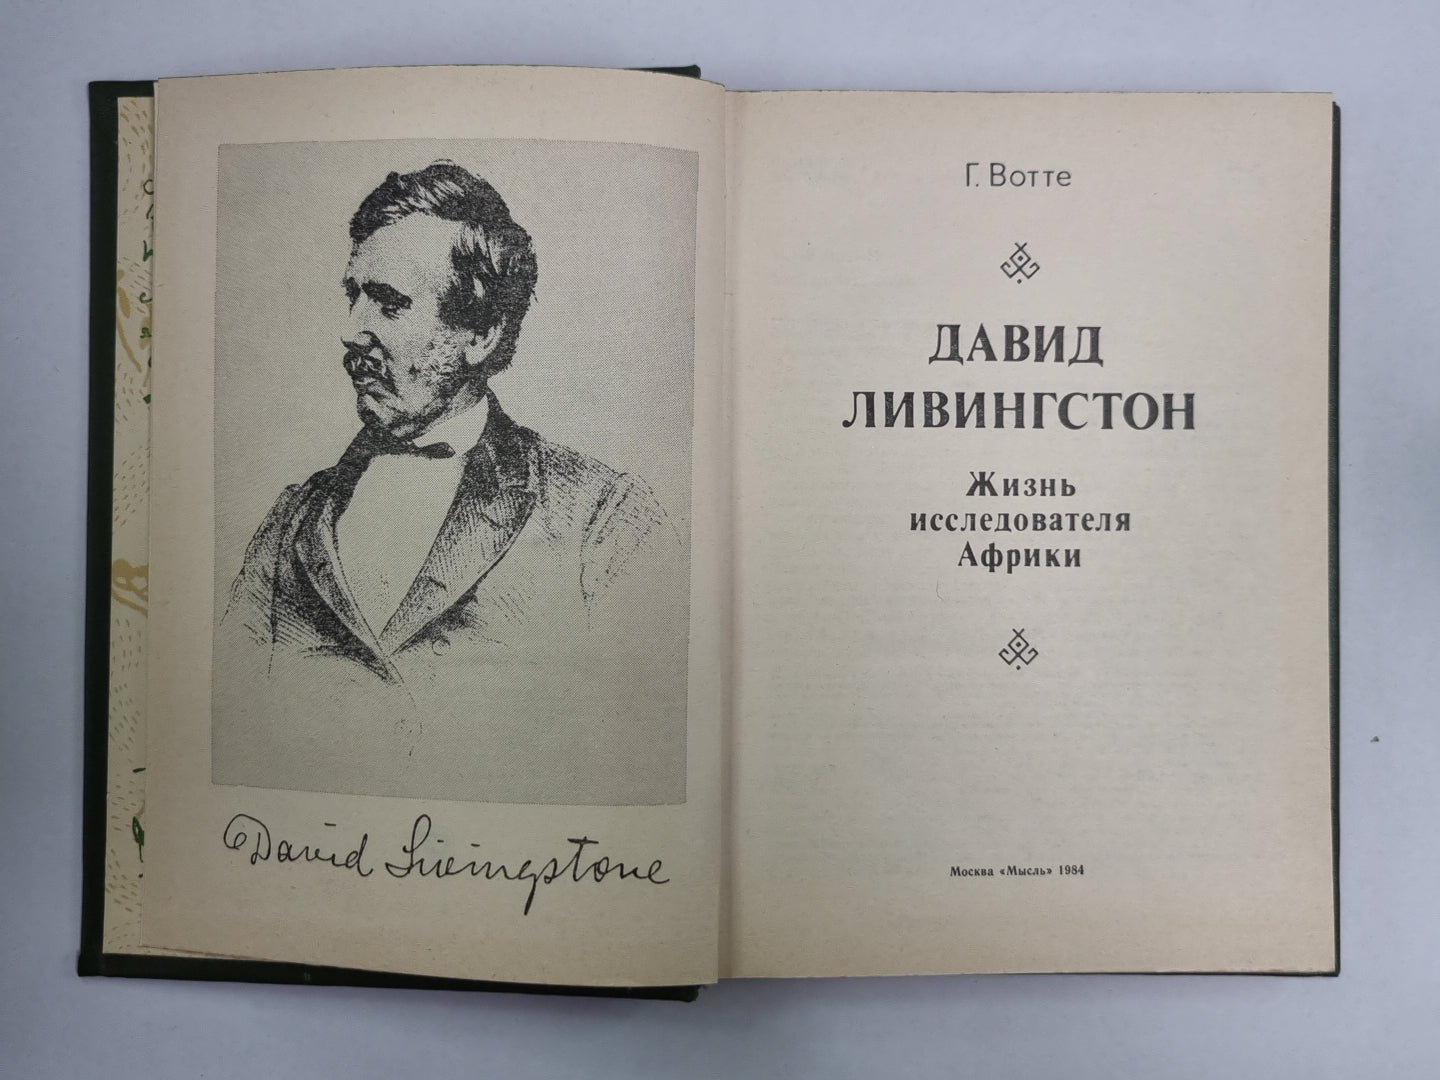 David Livingstone
Г. Вотте
ДАВИД
ЛИВИНГСТОН
Жизнь
исследователя
Африки
Москва «Мысль» 1984